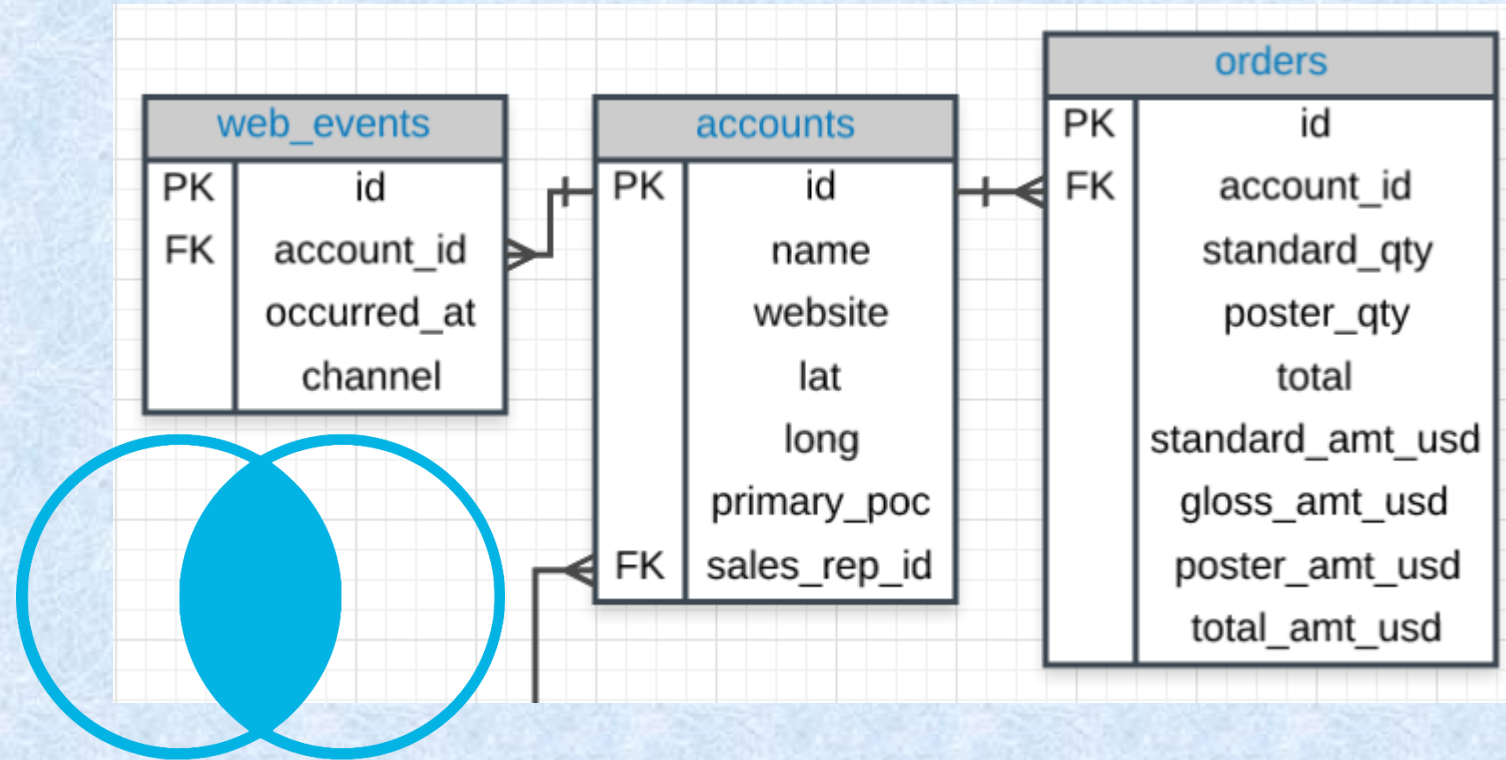 web_events
PK id
FK account_id
occurred_at
channel
accounts
PK id
name
website
lat
long
primary_poc
FK sales_rep_id
orders
PK id
FK account_id
standard_qty
poster_qty
total
standard_amt_usd
gloss_amt_usd
poster_amt_usd
total_amt_usd